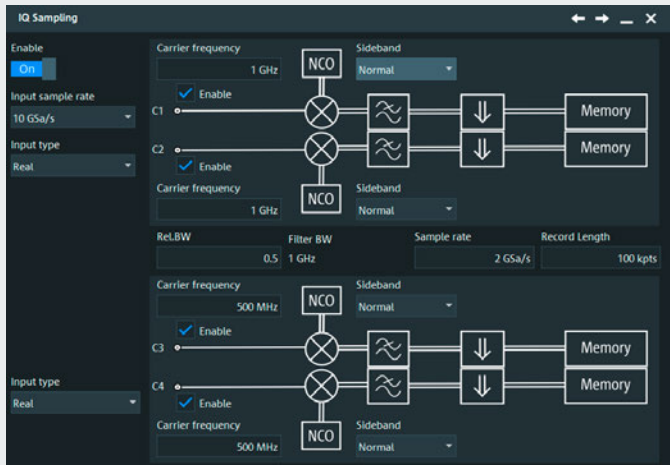 IQ Sampling
Enable
On
Input sample rate
10 GSa/s
Input type
Real
Carrier frequency
1 GHz
NCO
Sideband
Normal
Enable
C1
Memory
C2
Memory
Enable
Carrier frequency
1 GHz
NCO
Sideband
Normal
Rel.BW
0.5
Filter BW
1 GHz
Sample rate
2 GSa/s
Record Length
100 kpts
Carrier frequency
500 MHz
NCO
Sideband
Normal
Enable
C3
Memory
Input type
Real
C4
Memory
Enable
Carrier frequency
500 MHz
NCO
Sideband
Normal